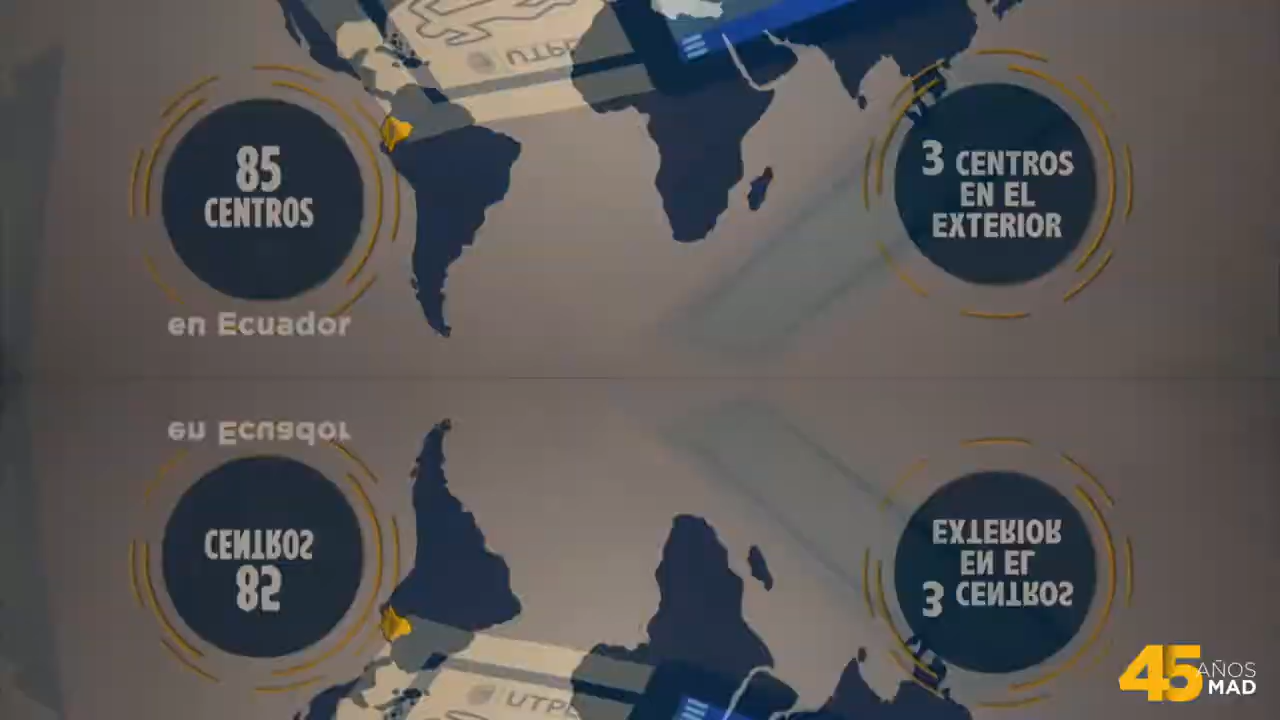 UTPL
85
CENTROS
en Ecuador
3 CENTROS
EN EL
EXTERIOR
en Ecuador
CENTROS
85
EXTERIOR
EN EL
3 CENTROS
UTPL
45 AÑOS
MAD